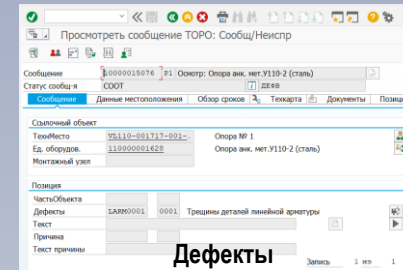 Просмотреть сообщение ТОРО: Сообщ/Неиспр
Сообщение 10000015076 P1 Осмотр: Опора анк. мет.У110-2 (сталь)
Статус сообщ-я СООТ ДЕФВ
Сообщение Данные местоположения Обзор сроков Техкарта Документы Позиц
Ссылочный объект
ТехнМесто VL110-001717-001-.. Опора № 1
Ед. оборудов. 110000001628 Опора анк. мет.У110-2 (сталь)
Монтажный узел
Позиция
ЧастьОбъекта
Дефекты LARM0001 0001 Трещины деталей линейной арматуры
Текст
Причина
Текст причины
Дефекты
Запись 1 из 1